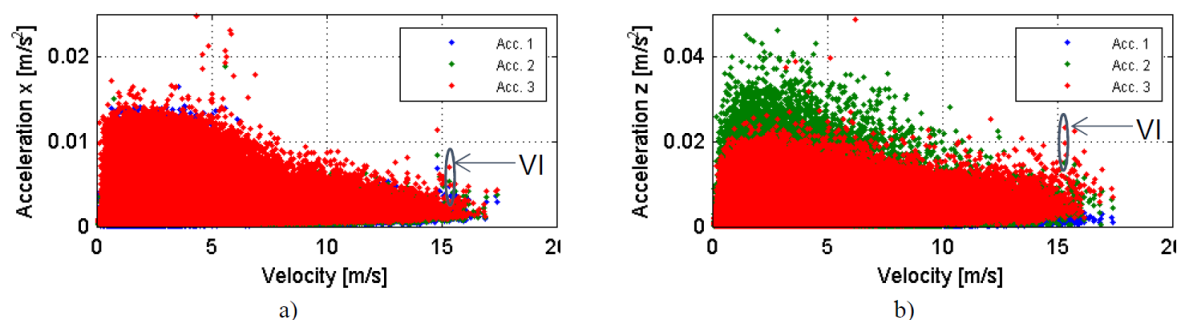 Acceleration x [m/s²]
0.02
0.01
0
0 5 10 15 20
Velocity [m/s]
Acc. 1
Acc. 2
Acc. 3
VI
a)
Acceleration z [m/s²]
0.04
0.02
0
0 5 10 15 20
Velocity [m/s]
Acc. 1
Acc. 2
Acc. 3
VI
b)